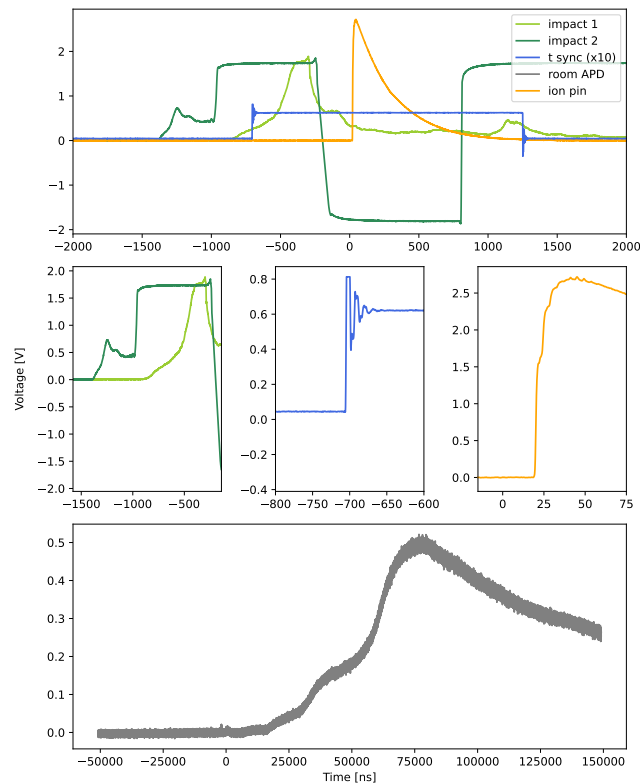 2
1
0
−1
−2
−2000 −1500 −1000 −500 0 500 1000 1500 2000
impact 1
impact 2
t sync (x10)
room APD
ion pin
Voltage [V]
2.0
1.5
1.0
0.5
0.0
−0.5
−1.0
−1.5
−2.0
−1500 −1000 −500
0.8
0.6
0.4
0.2
0.0
−0.2
−0.4
−800 −750 −700 −650 −600
2.5
2.0
1.5
1.0
0.5
0.0
0 25 50 75
0.5
0.4
0.3
0.2
0.1
0.0
−50000 −25000 0 25000 50000 75000 100000 125000 150000
Time [ns]